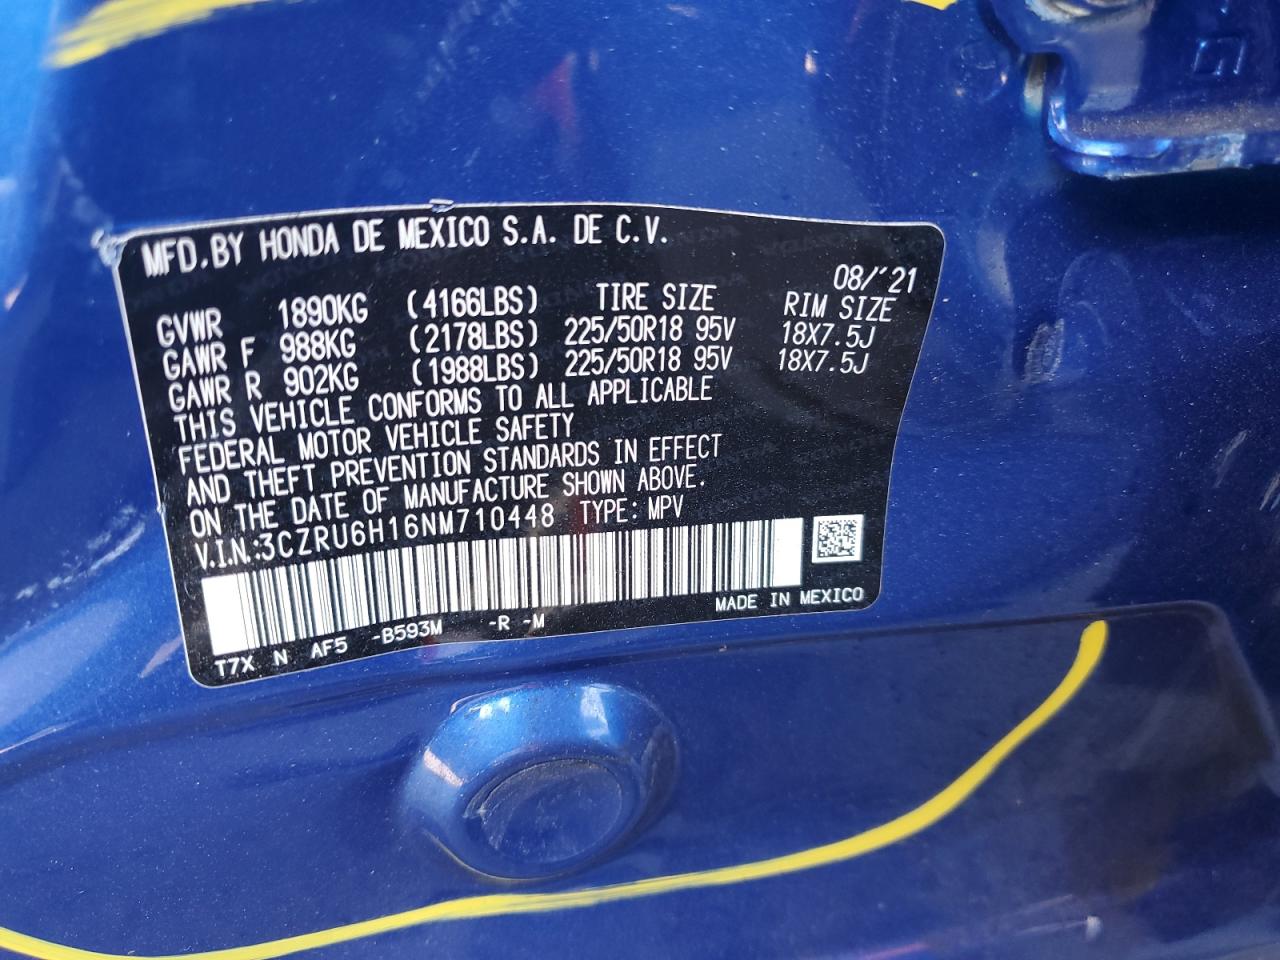 MFD.BY HONDA DE MEXICO S.A. DE C.V.
08/'21
GVWR 1890KG (4166LBS) TIRE SIZE RIM SIZE
GAWR F 988KG (2178LBS) 225/50R18 95V 18X7.5J
GAWR R 902KG (1988LBS) 225/50R18 95V 18X7.5J
THIS VEHICLE CONFORMS TO ALL APPLICABLE
FEDERAL MOTOR VEHICLE SAFETY
AND THEFT PREVENTION STANDARDS IN EFFECT
ON THE DATE OF MANUFACTURE SHOWN ABOVE.
V.I.N.:3CZRU6H16NM710448 TYPE: MPV
MADE IN MEXICO
T7X N AF5 -B593M -R -M